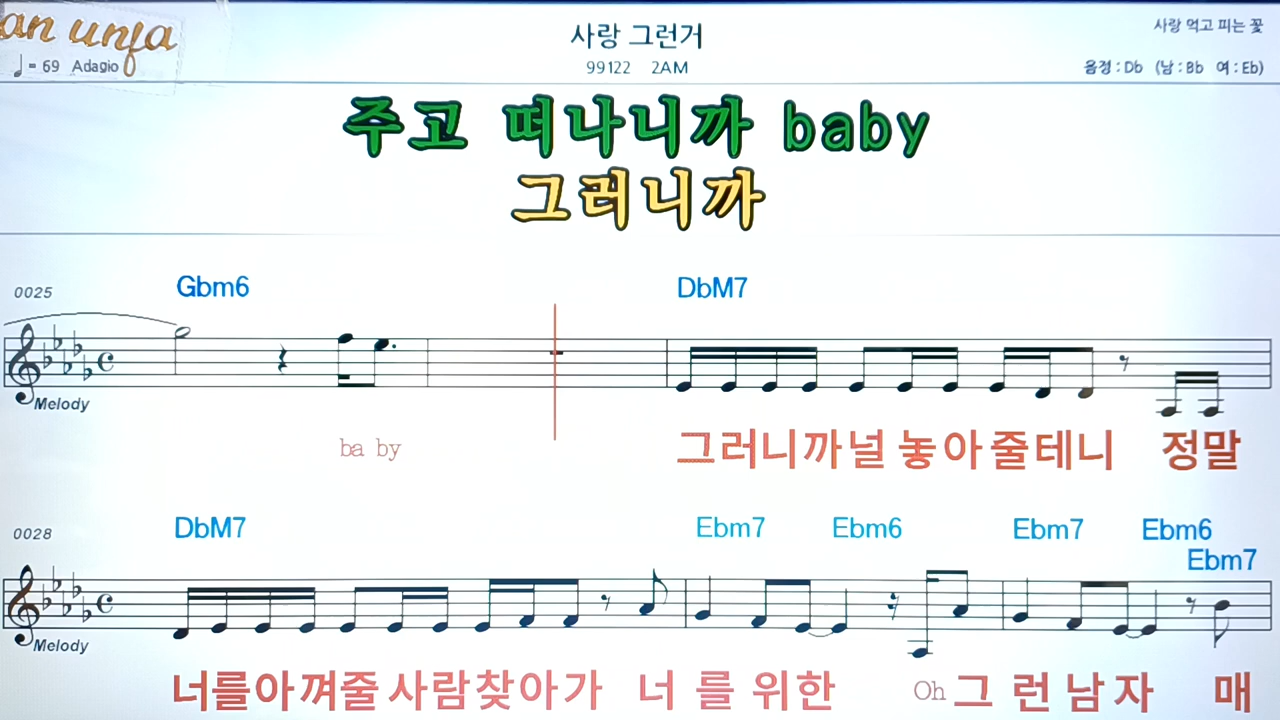 an unfa
♩= 69 Adagio
사랑 그런거
99122 2AM
사랑 먹고 피는 꽃
음정 : Db (남 : Bb 여 : Eb)
주고 떠나니까 baby
그러니까
0025 Gbm6 DbM7
Melody
ba by 그러니까널 놓아줄테니 정말
0028 DbM7 Ebm7 Ebm6 Ebm7 Ebm6
Ebm7
Melody
너를아껴줄사람찾아가 너 를 위한 Oh 그 런 남 자 매